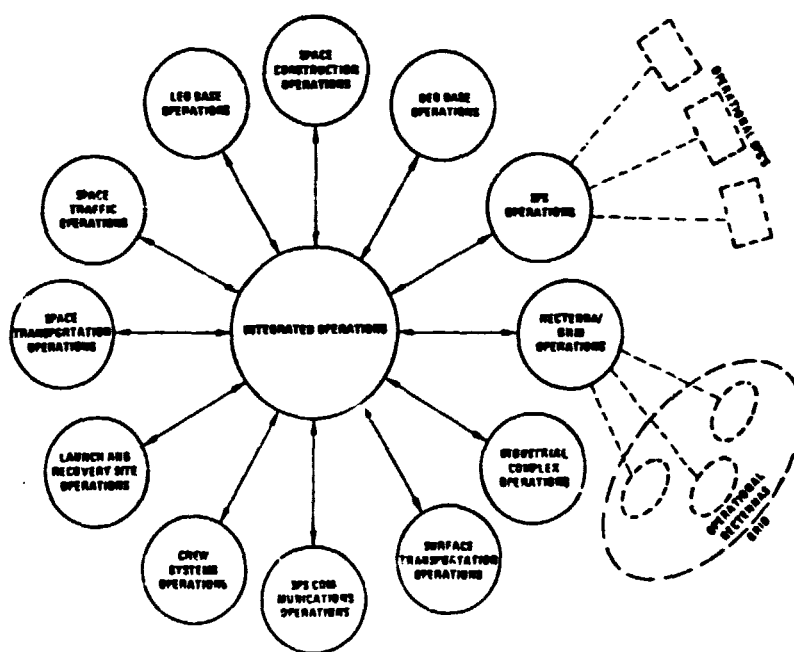 SPACE
CONSTRUCTION
OPERATIONS
LEO BASE
OPERATIONS
GEO BASE
OPERATIONS
SPACE
TRAFFIC
OPERATIONS
SPS
OPERATIONS
OPERATIONAL SPS'S
SPACE
TRANSPORTATION
OPERATIONS
INTEGRATED OPERATIONS
RECTENNA/
GRID
OPERATIONS
LAUNCH AND
RECOVERY SITE
OPERATIONS
INDUSTRIAL
COMPLEX
OPERATIONS
CREW
SYSTEMS
OPERATIONS
SPS COM
MUNICATIONS
OPERATIONS
SURFACE
TRANSPORTATION
OPERATIONS
OPERATIONAL
RECTENNAS
GRID